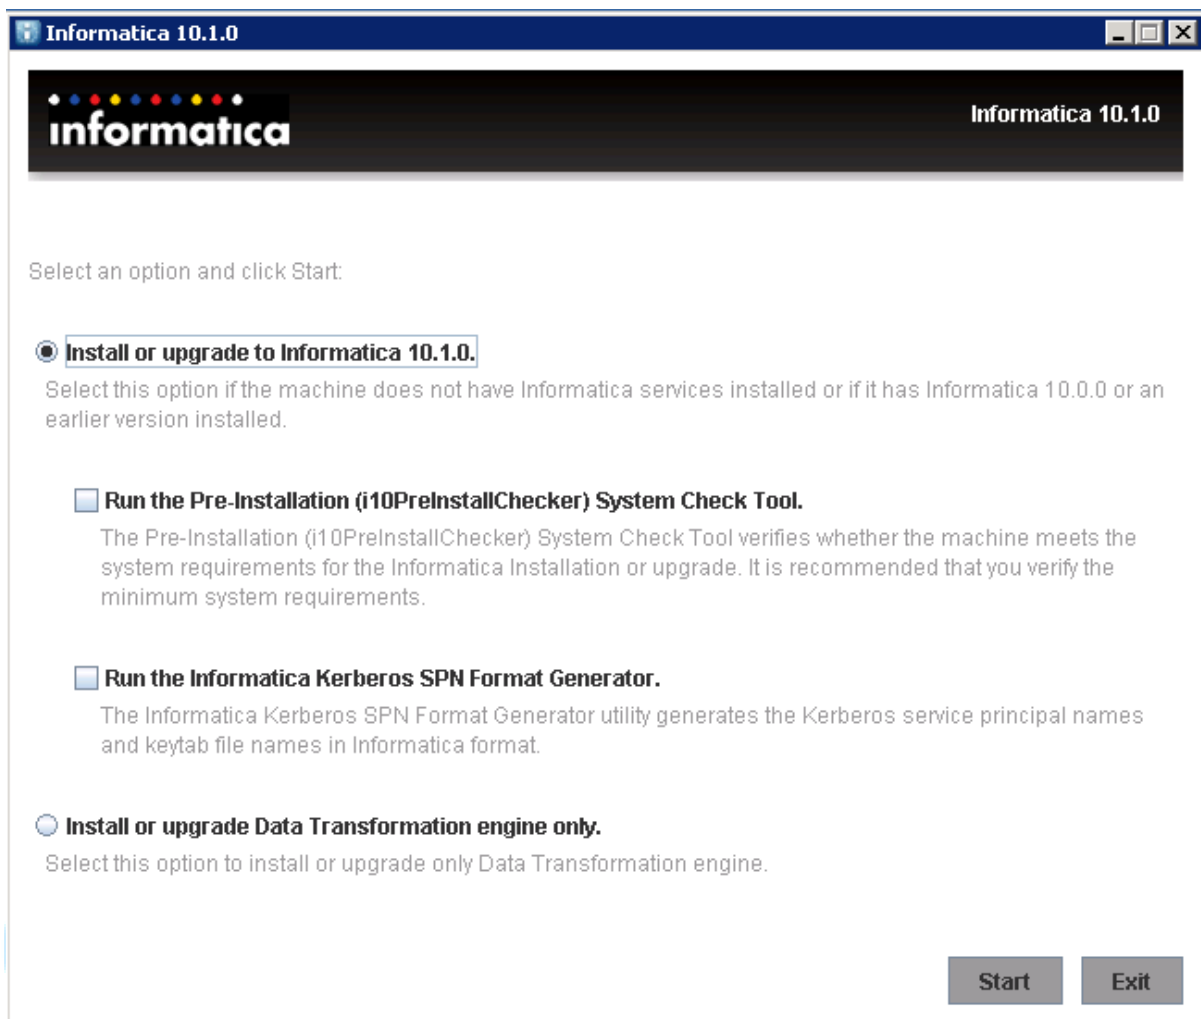 Informatica 10.1.0
informatica
Informatica 10.1.0
Select an option and click Start:
Install or upgrade to Informatica 10.1.0.
Select this option if the machine does not have Informatica services installed or if it has Informatica 10.0.0 or an
earlier version installed.
Run the Pre-Installation (i10PreInstallChecker) System Check Tool.
The Pre-Installation (i10PreInstallChecker) System Check Tool verifies whether the machine meets the
system requirements for the Informatica Installation or upgrade. It is recommended that you verify the
minimum system requirements.
Run the Informatica Kerberos SPN Format Generator.
The Informatica Kerberos SPN Format Generator utility generates the Kerberos service principal names
and keytab file names in Informatica format.
Install or upgrade Data Transformation engine only.
Select this option to install or upgrade only Data Transformation engine.
Start Exit